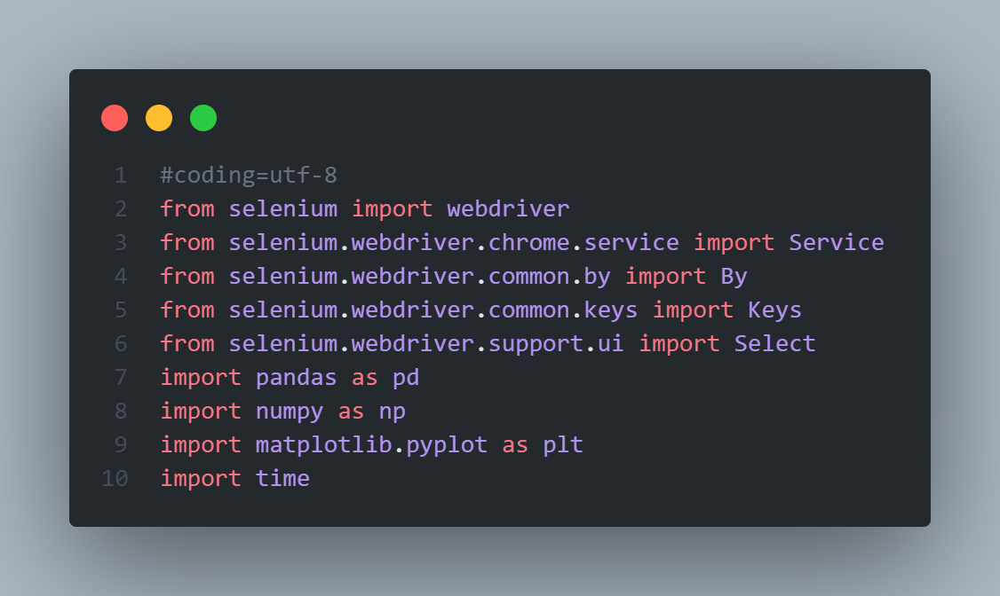 1 #coding=utf-8
2 from selenium import webdriver
3 from selenium.webdriver.chrome.service import Service
4 from selenium.webdriver.common.by import By
5 from selenium.webdriver.common.keys import Keys
6 from selenium.webdriver.support.ui import Select
7 import pandas as pd
8 import numpy as np
9 import matplotlib.pyplot as plt
10 import time